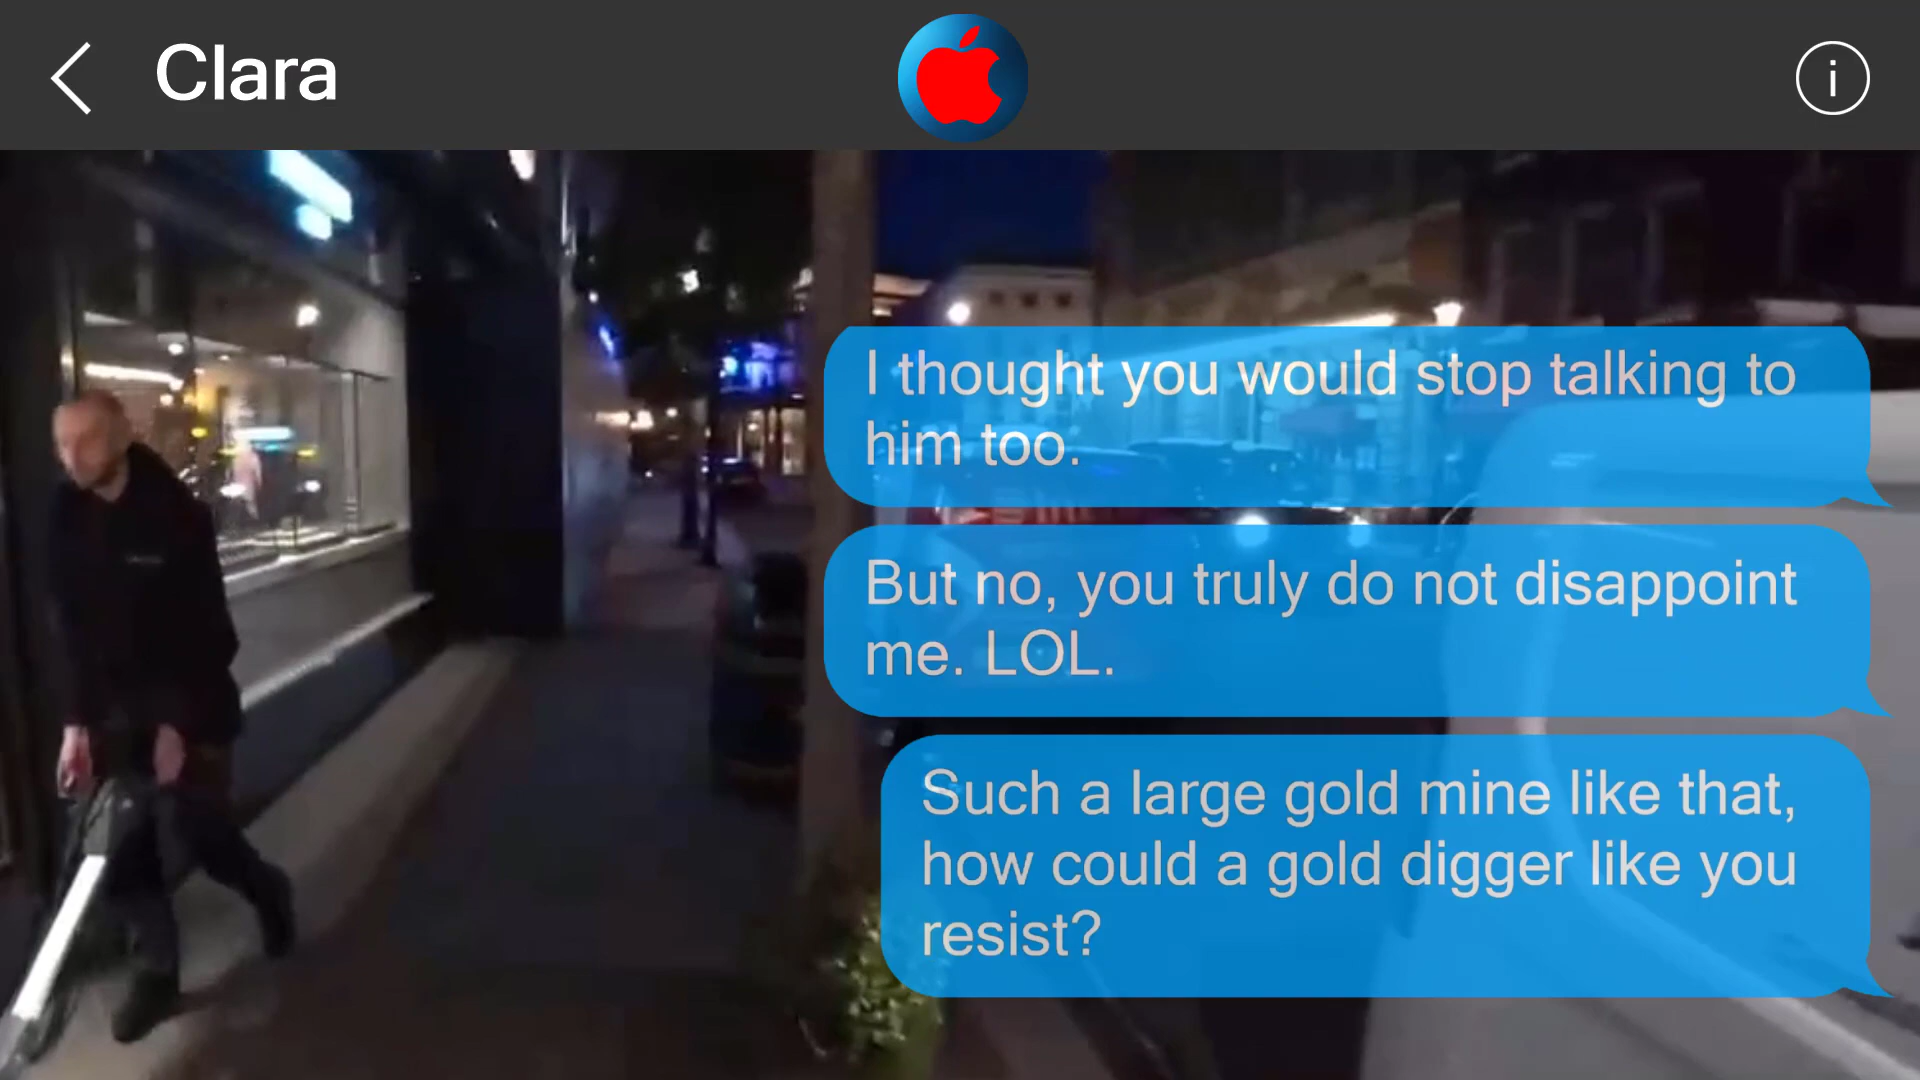 Clara
I thought you would stop talking to
him too.
But no, you truly do not disappoint
me. LOL.
Such a large gold mine like that,
how could a gold digger like you
resist?